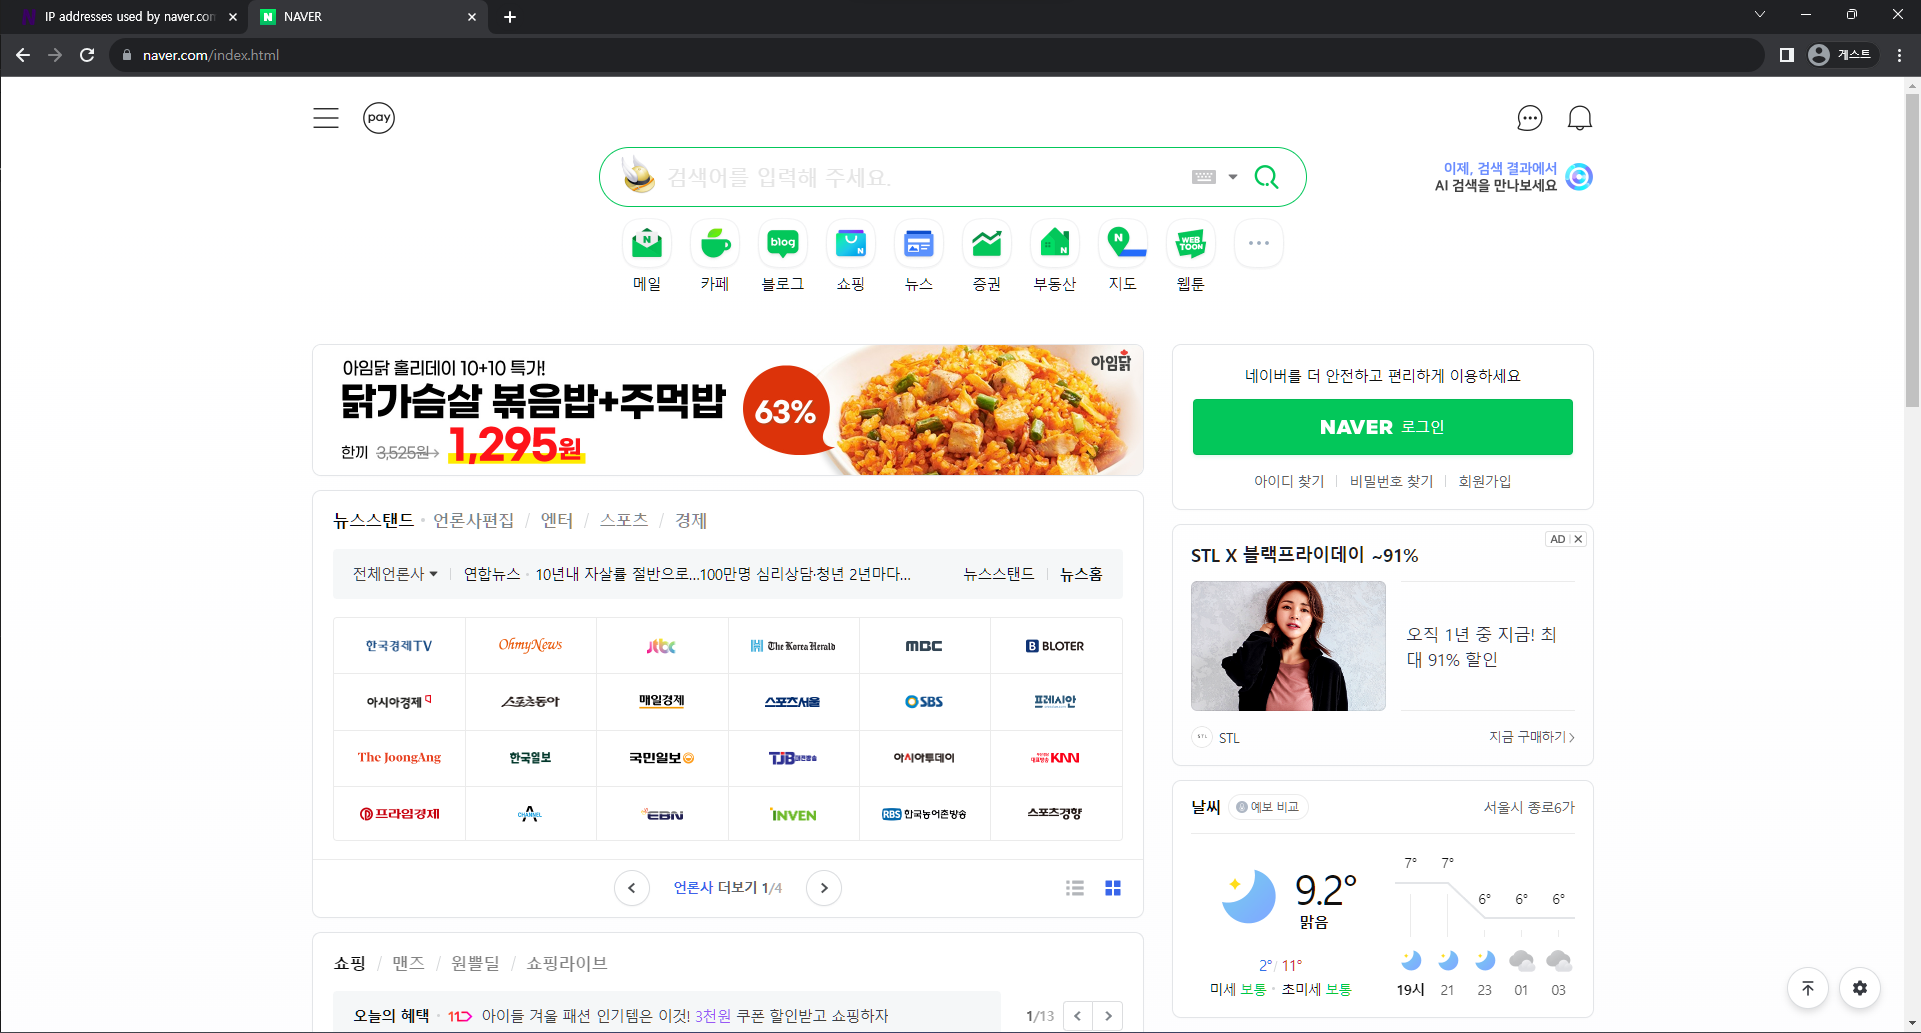 IP addresses used by naver.con
NAVER
naver.com/index.html
게스트
pay
검색어를 입력해 주세요.
이제, 검색 결과에서
AI 검색을 만나보세요
N
blog
N
N
N
N
WEB
TOON
메일
카페
블로그
쇼핑
뉴스
증권
부동산
지도
웹툰
아임닭 홀리데이 10+10 특가!
닭가슴살 볶음밥+주먹밥
한끼 3,525원→ 1,295원
63%
아임닭
네이버를 더 안전하고 편리하게 이용하세요
NAVER 로그인
아이디 찾기
비밀번호 찾기
회원가입
뉴스스탠드 · 언론사편집 / 엔터 / 스포츠 / 경제
전체언론사
연합뉴스 · 10년내 자살률 절반으로...100만명 심리상담·청년 2년마다...
뉴스스탠드
뉴스홈
한국경제TV
OhmyNews
jtbc
The Korea Herald
MBC
BLOTER
아시아경제
스포츠동아
매일경제
스포츠서울
SBS
프레시안
The JoongAng
한국일보
국민일보
TJB 대전방송
아시아투데이
KNN
프라임경제
CHANNEL A
EBN
iNVEN
RBS 한국농어촌방송
스포츠경향
언론사 더보기 1/4
AD
STL X 블랙프라이데이 ~91%
오직 1년 중 지금! 최
대 91% 할인
STL
STL
지금 구매하기
날씨
예보 비교
서울시 종로6가
9.2°
맑음
2°/ 11°
미세 보통 · 초미세 보통
7° 7° 6° 6° 6°
19시 21 23 01 03
쇼핑 / 맨즈 / 원쁠딜 / 쇼핑라이브
오늘의 혜택 · 11 아이들 겨울 패션 인기템은 이것! 3천원 쿠폰 할인받고 쇼핑하자
1/13